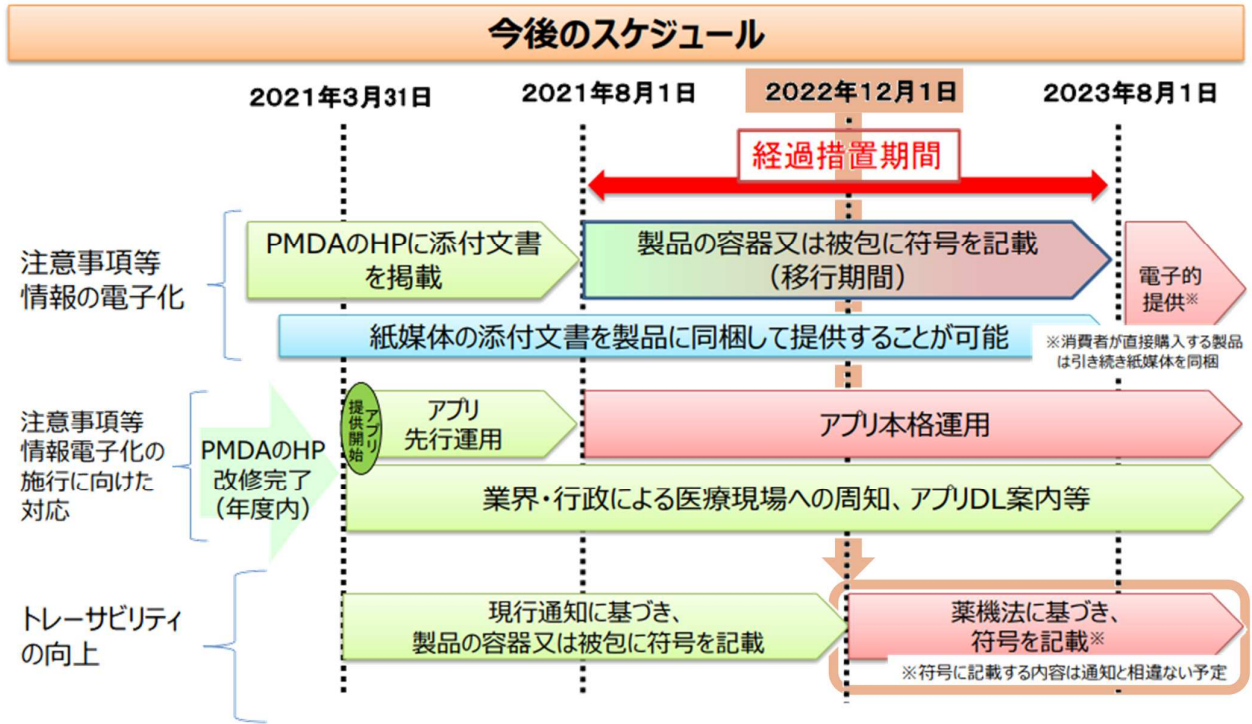 今後のスケジュール
2021年3月31日
2021年8月1日
2022年12月1日
2023年8月1日
経過措置期間
注意事項等
情報の電子化
PMDAのHPに添付文書
を掲載
製品の容器又は被包に符号を記載
（移行期間）
電子的
提供※
紙媒体の添付文書を製品に同梱して提供することが可能
※消費者が直接購入する製品
は引き続き紙媒体を同梱
注意事項等
情報電子化の
施行に向けた
対応
PMDAのHP
改修完了
（年度内）
アプリ
提供開始
アプリ
先行運用
アプリ本格運用
業界・行政による医療現場への周知、アプリDL案内等
トレーサビリティ
の向上
現行通知に基づき、
製品の容器又は被包に符号を記載
薬機法に基づき、
符号を記載※
※符号に記載する内容は通知と相違ない予定